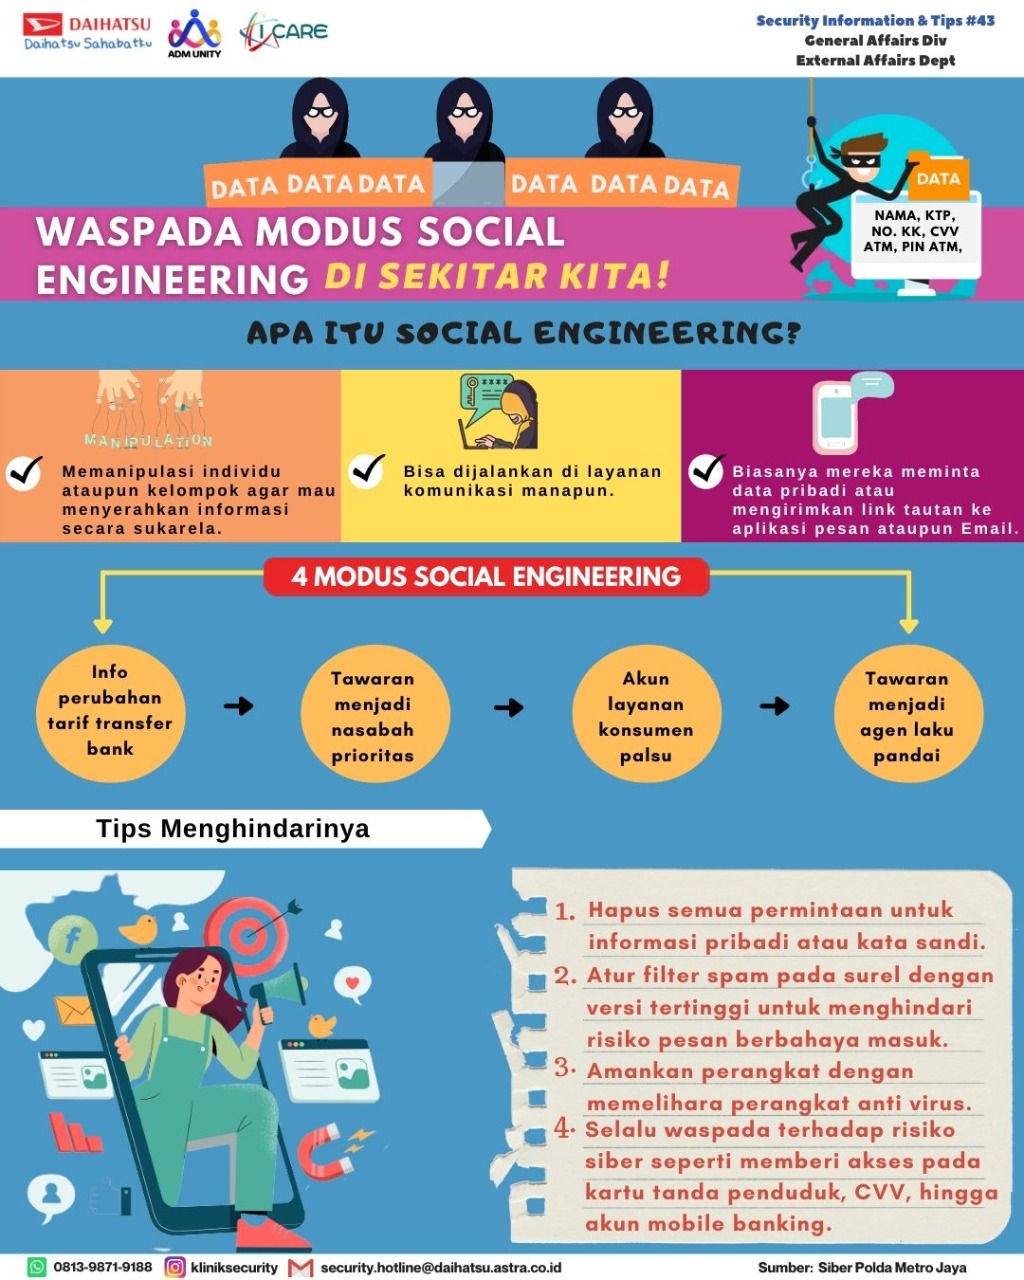 DAIHATSU
Daihatsu Sahabatku
ADM UNITY
I CARE
Security Information & Tips #43
General Affairs Div
External Affairs Dept
DATA DATA DATA DATA DATA DATA
DATA
NAMA, KTP,
NO. KK, CVV
ATM, PIN ATM,
WASPADA MODUS SOCIAL
ENGINEERING DI SEKITAR KITA!
APA ITU SOCIAL ENGINEERING?
MANIPULATION
Memanipulasi individu
ataupun kelompok agar mau
menyerahkan informasi
secara sukarela.
****
Bisa dijalankan di layanan
komunikasi manapun.
Biasanya mereka meminta
data pribadi atau
mengirimkan link tautan ke
aplikasi pesan ataupun Email.
4 MODUS SOCIAL ENGINEERING
Info
perubahan
tarif transfer
bank
Tawaran
menjadi
nasabah
prioritas
Akun
layanan
konsumen
palsu
Tawaran
menjadi
agen laku
pandai
Tips Menghindarinya
1. Hapus semua permintaan untuk
informasi pribadi atau kata sandi.
2. Atur filter spam pada surel dengan
versi tertinggi untuk menghindari
risiko pesan berbahaya masuk.
3. Amankan perangkat dengan
memelihara perangkat anti virus.
4. Selalu waspada terhadap risiko
siber seperti memberi akses pada
kartu tanda penduduk, CVV, hingga
akun mobile banking.
0813-9871-9188 kliniksecurity security.hotline@daihatsu.astra.co.id
Sumber: Siber Polda Metro Jaya